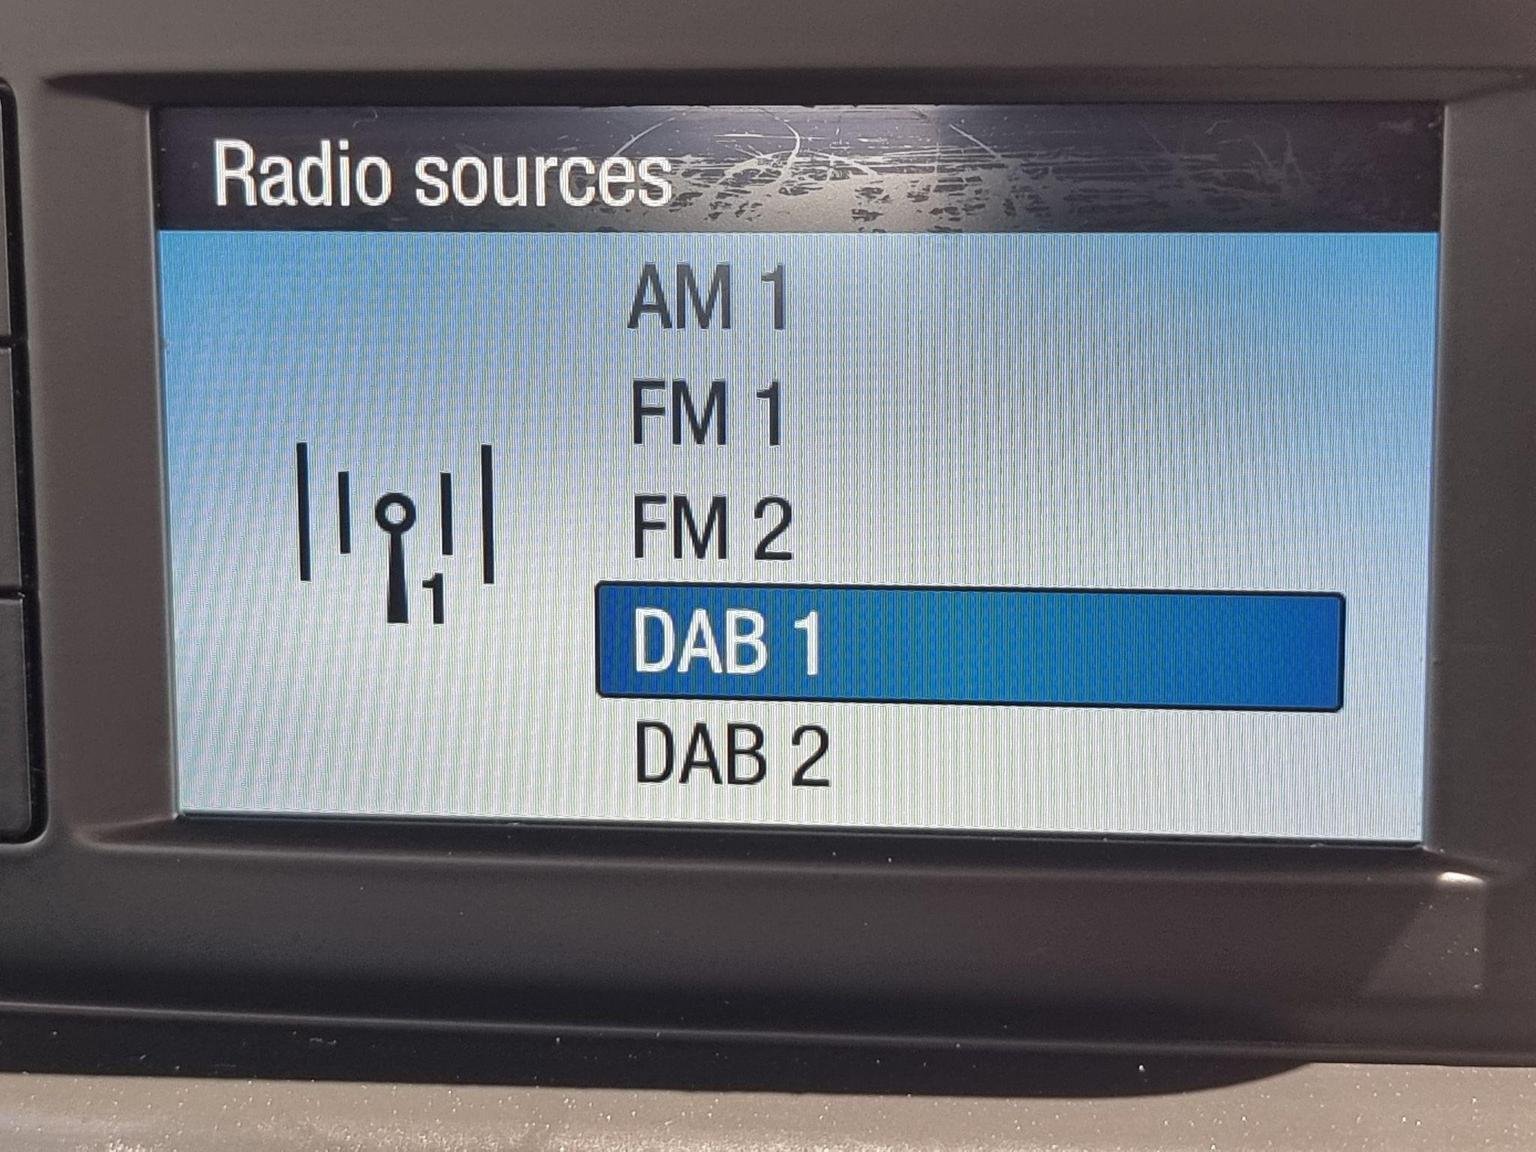 Radio sources
AM 1
FM 1
FM 2
1
DAB 1
DAB 2